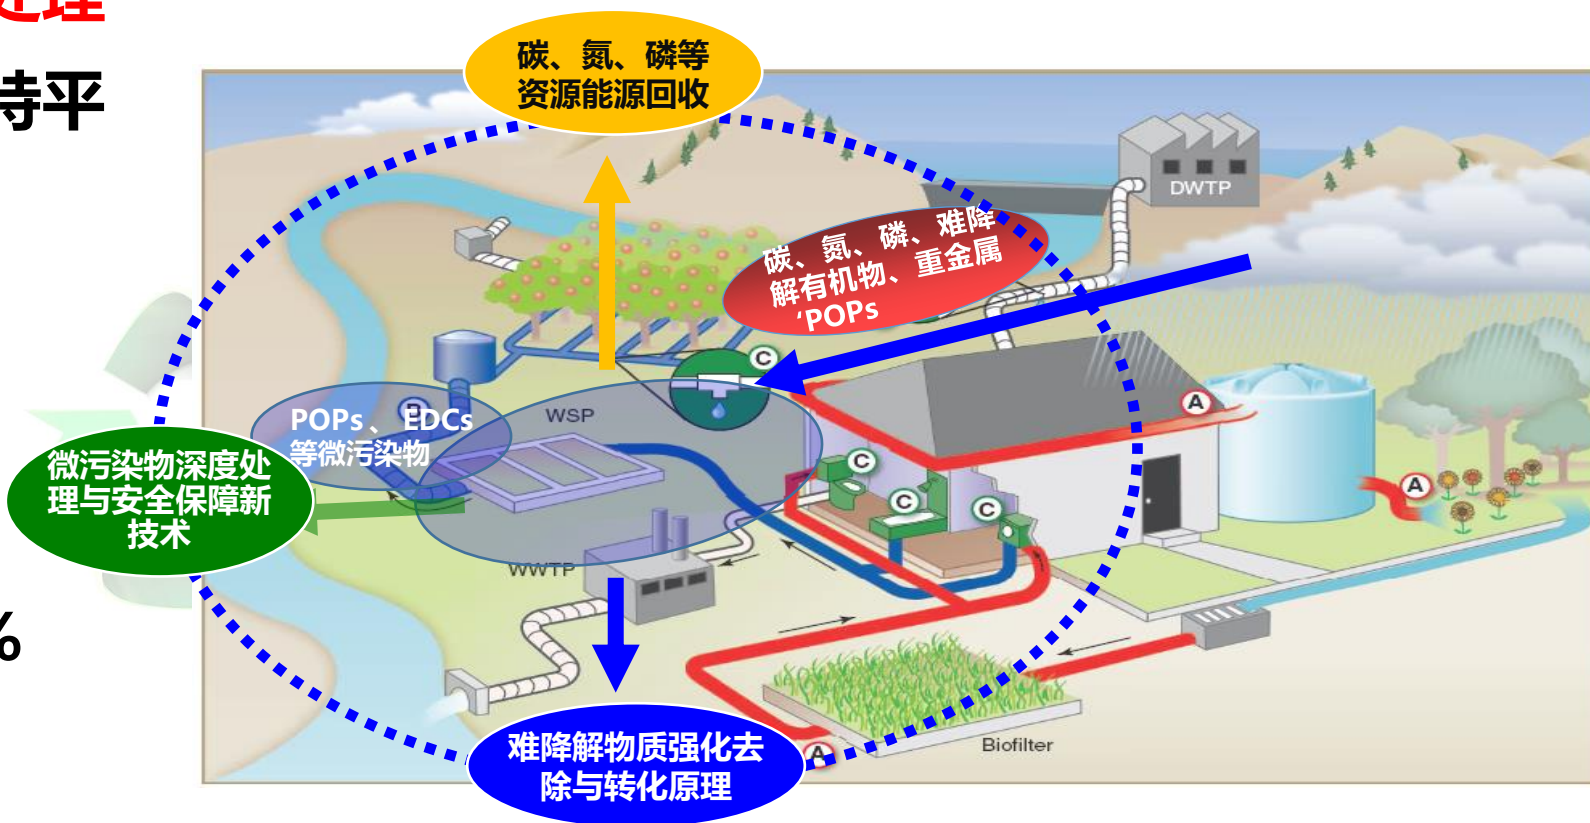 处理
持平
%
碳、氮、磷等
资源能源回收
DWTP
碳、氮、磷、难降
解有机物、重金属
‘POPs
C
A
WSP
B
POPs 、 EDCs
等微污染物
C
C
C
A
微污染物深度处
理与安全保障新
技术
WWTP
难降解物质强化去
除与转化原理
A
Biofilter